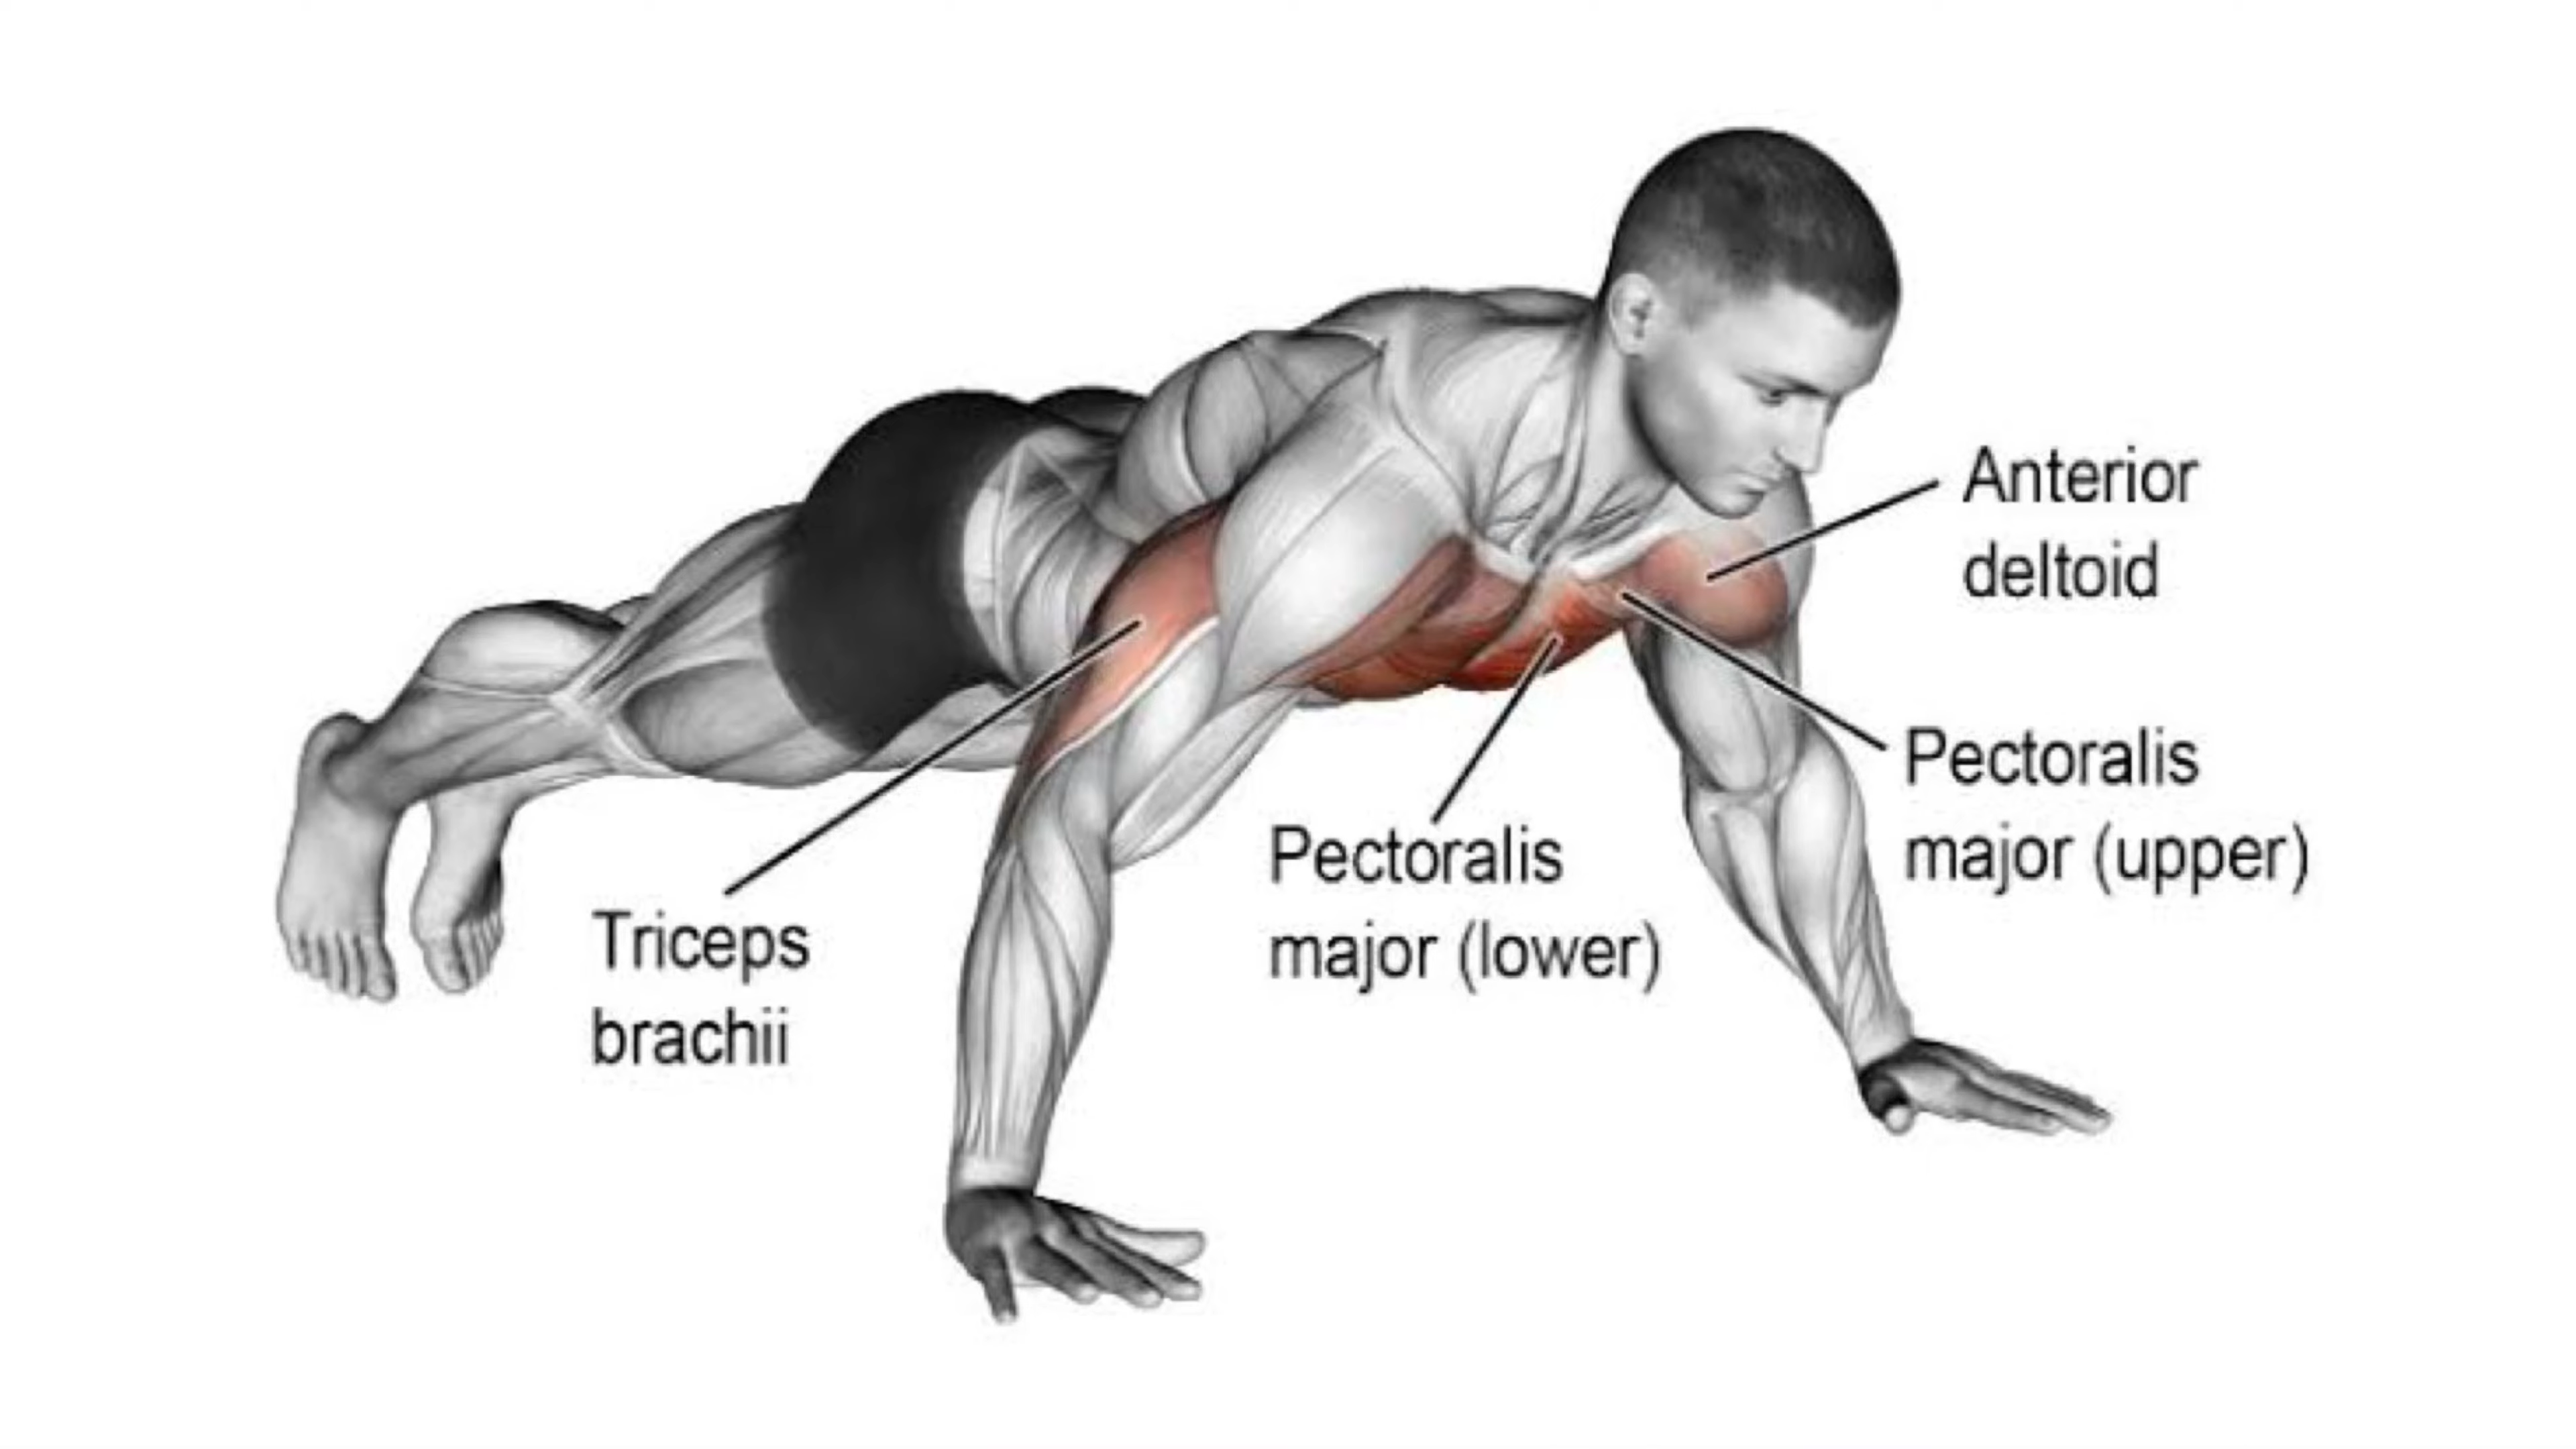 Anterior
deltoid
Pectoralis
major (upper)
Pectoralis
major (lower)
Triceps
brachii